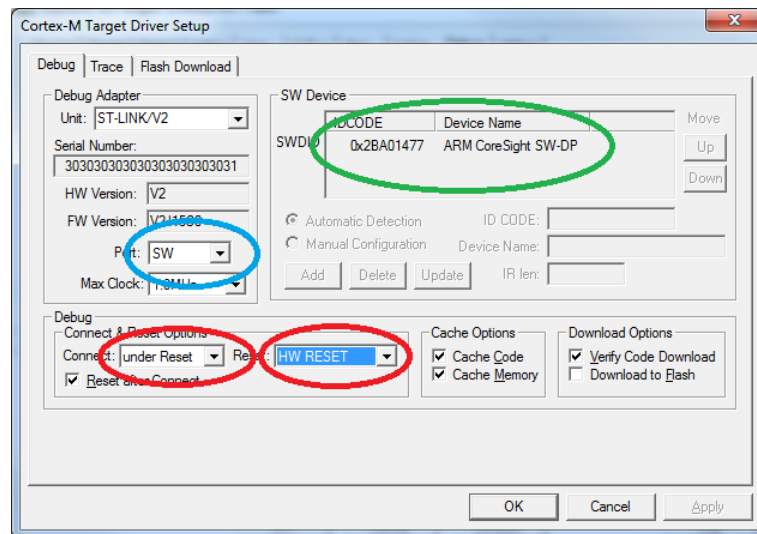 Cortex-M Target Driver Setup
Debug Trace Flash Download
Debug Adapter
Unit: ST-LINK/V2
Serial Number:
303030303030303030303031
HW Version: V2
FW Version:
Port: SW
Max Clock:
SW Device
IDCODE Device Name Move
SWDIO 0x2BA01477 ARM CoreSight SW-DP Up
Down
Automatic Detection ID CODE:
Manual Configuration Device Name:
Add Delete Update IR len:
Debug
Connect & Reset Options
Connect: under Reset Reset: HW RESET
Reset after Connect
Cache Options
Cache Code
Cache Memory
Download Options
Verify Code Download
Download to Flash
OK Cancel Apply